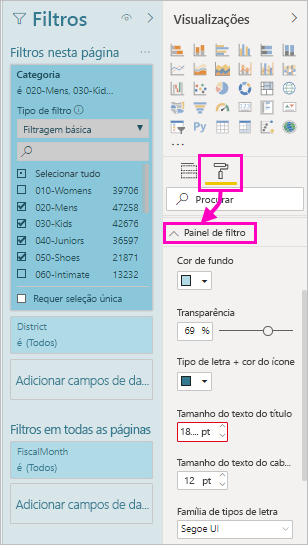 Filtros
Filtros nesta página
...
Categoria
é 020-Mens, 030-Kid...
Tipo de filtro
Filtragem básica
Selecionar tudo
010-Womens 39706
020-Mens 47258
030-Kids 42676
040-Juniors 36597
050-Shoes 21871
060-Intimate 13232
Requer seleção única
District
é (Todos)
Adicionar campos de da...
Filtros em todas as páginas
FiscalMonth
é (Todos)
Adicionar campos de da...
Visualizações
R
Py
...
Procurar
Painel de filtro
Cor de fundo
Transparência
69 %
Tipo de letra + cor do ícone
Tamanho do texto do título
18.... pt
Tamanho do texto do cab...
12 pt
Família de tipos de letra
Segoe UI